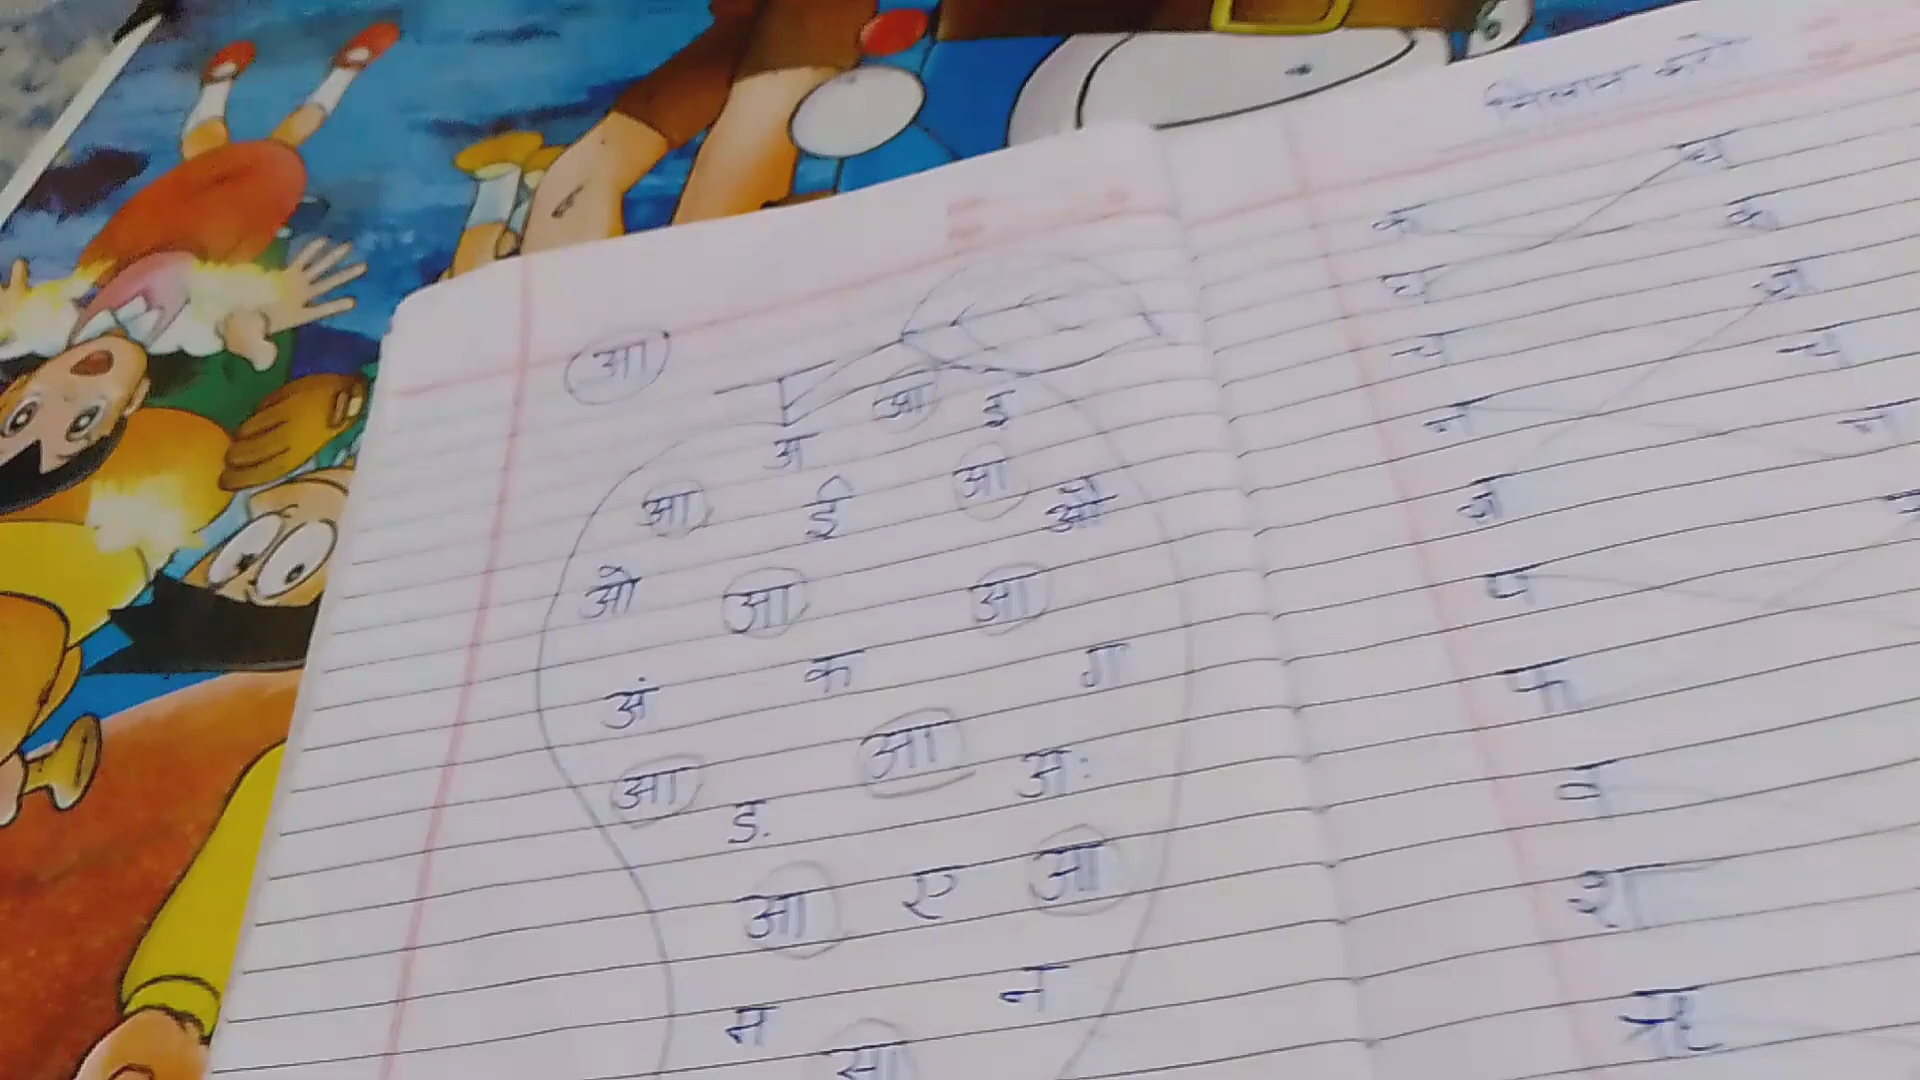 आ
आ इ
अ
आ ई आ औ
ओ आ आ
अं क ग
आ आ अः
ड.
आ ए आ
म न
मिलान करो
घ
क क
घ
च च
न न
ज
प
फ
व
श
ऋ